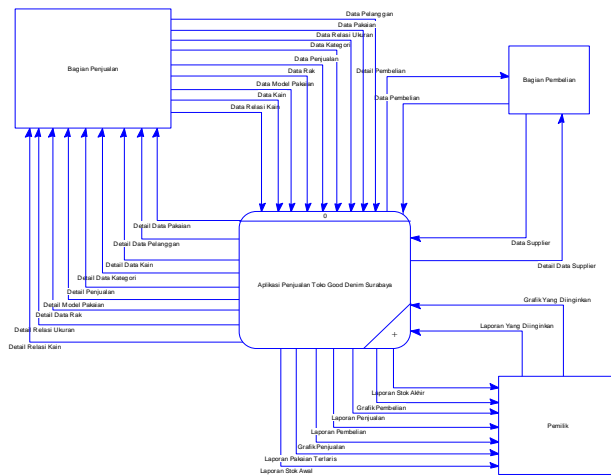 Data Pelanggan
Data Pakaian
Data Relasi Ukuran
Data Kategori
Data Penjualan
Data Rak
Data Model Pakaian
Data Kain
Data Relasi Kain
Bagian Penjualan
Detail Pembelian
Data Pembelian
Bagian Pembelian
0
Aplikasi Penjualan Toko Good Denim Surabaya
+
Detail Data Pakaian
Detail Data Pelanggan
Detail Data Kain
Detail Data Kategori
Detail Penjualan
Detail Model Pakaian
Detail Data Rak
Detail Relasi Ukuran
Detail Relasi Kain
Data Supplier
Detail Data Supplier
Grafik Yang Diinginkan
Laporan Yang Diinginkan
Pemilik
Laporan Stok Akhir
Grafik Pembelian
Laporan Penjualan
Laporan Pembelian
Grafik Penjualan
Laporan Pakaian Terlaris
Laporan Stok Awal